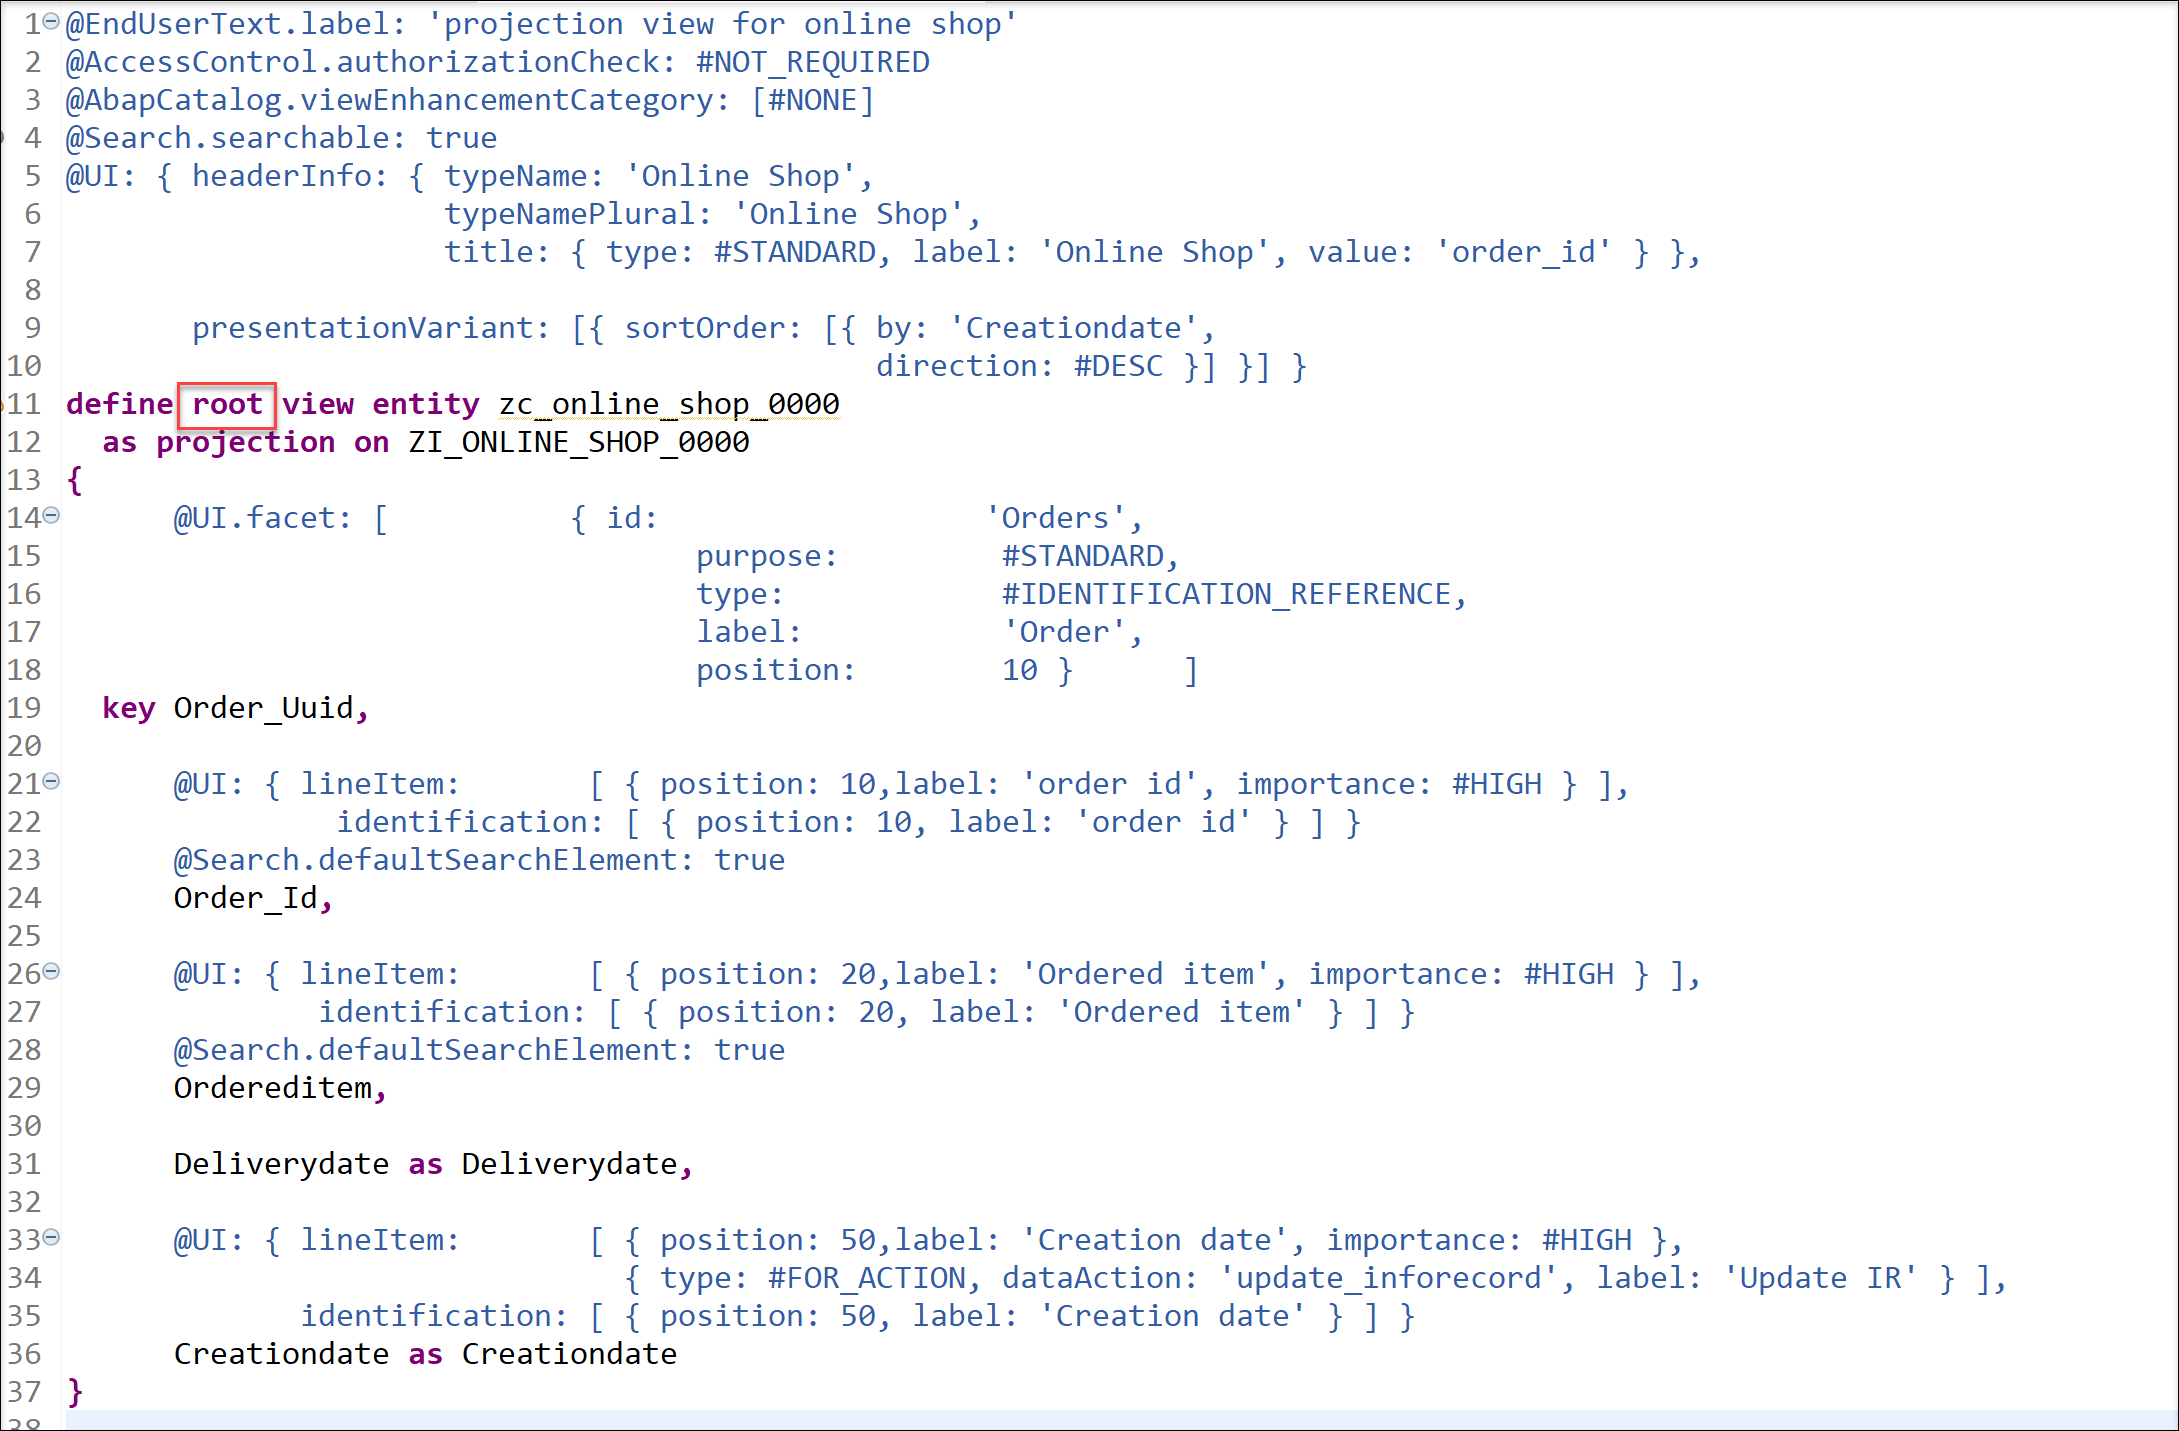 1 @EndUserText.label: 'projection view for online shop'
2 @AccessControl.authorizationCheck: #NOT_REQUIRED
3 @AbapCatalog.viewEnhancementCategory: [#NONE]
4 @Search.searchable: true
5 @UI: { headerInfo: { typeName: 'Online Shop',
6 typeNamePlural: 'Online Shop',
7 title: { type: #STANDARD, label: 'Online Shop', value: 'order_id' } },
8
9 presentationVariant: [{ sortOrder: [{ by: 'Creationdate',
10 direction: #DESC }] }] }
11 define root view entity zc_online_shop_0000
12 as projection on ZI_ONLINE_SHOP_0000
13 {
14 @UI.facet: [ { id: 'Orders',
15 purpose: #STANDARD,
16 type: #IDENTIFICATION_REFERENCE,
17 label: 'Order',
18 position: 10 } ]
19 key Order_Uuid,
20
21 @UI: { lineItem: [ { position: 10,label: 'order id', importance: #HIGH } ],
22 identification: [ { position: 10, label: 'order id' } ] }
23 @Search.defaultSearchElement: true
24 Order_Id,
25
26 @UI: { lineItem: [ { position: 20,label: 'Ordered item', importance: #HIGH } ],
27 identification: [ { position: 20, label: 'Ordered item' } ] }
28 @Search.defaultSearchElement: true
29 Ordereditem,
30
31 Deliverydate as Deliverydate,
32
33 @UI: { lineItem: [ { position: 50,label: 'Creation date', importance: #HIGH },
34 { type: #FOR_ACTION, dataAction: 'update_inforecord', label: 'Update IR' } ],
35 identification: [ { position: 50, label: 'Creation date' } ] }
36 Creationdate as Creationdate
37 }
38